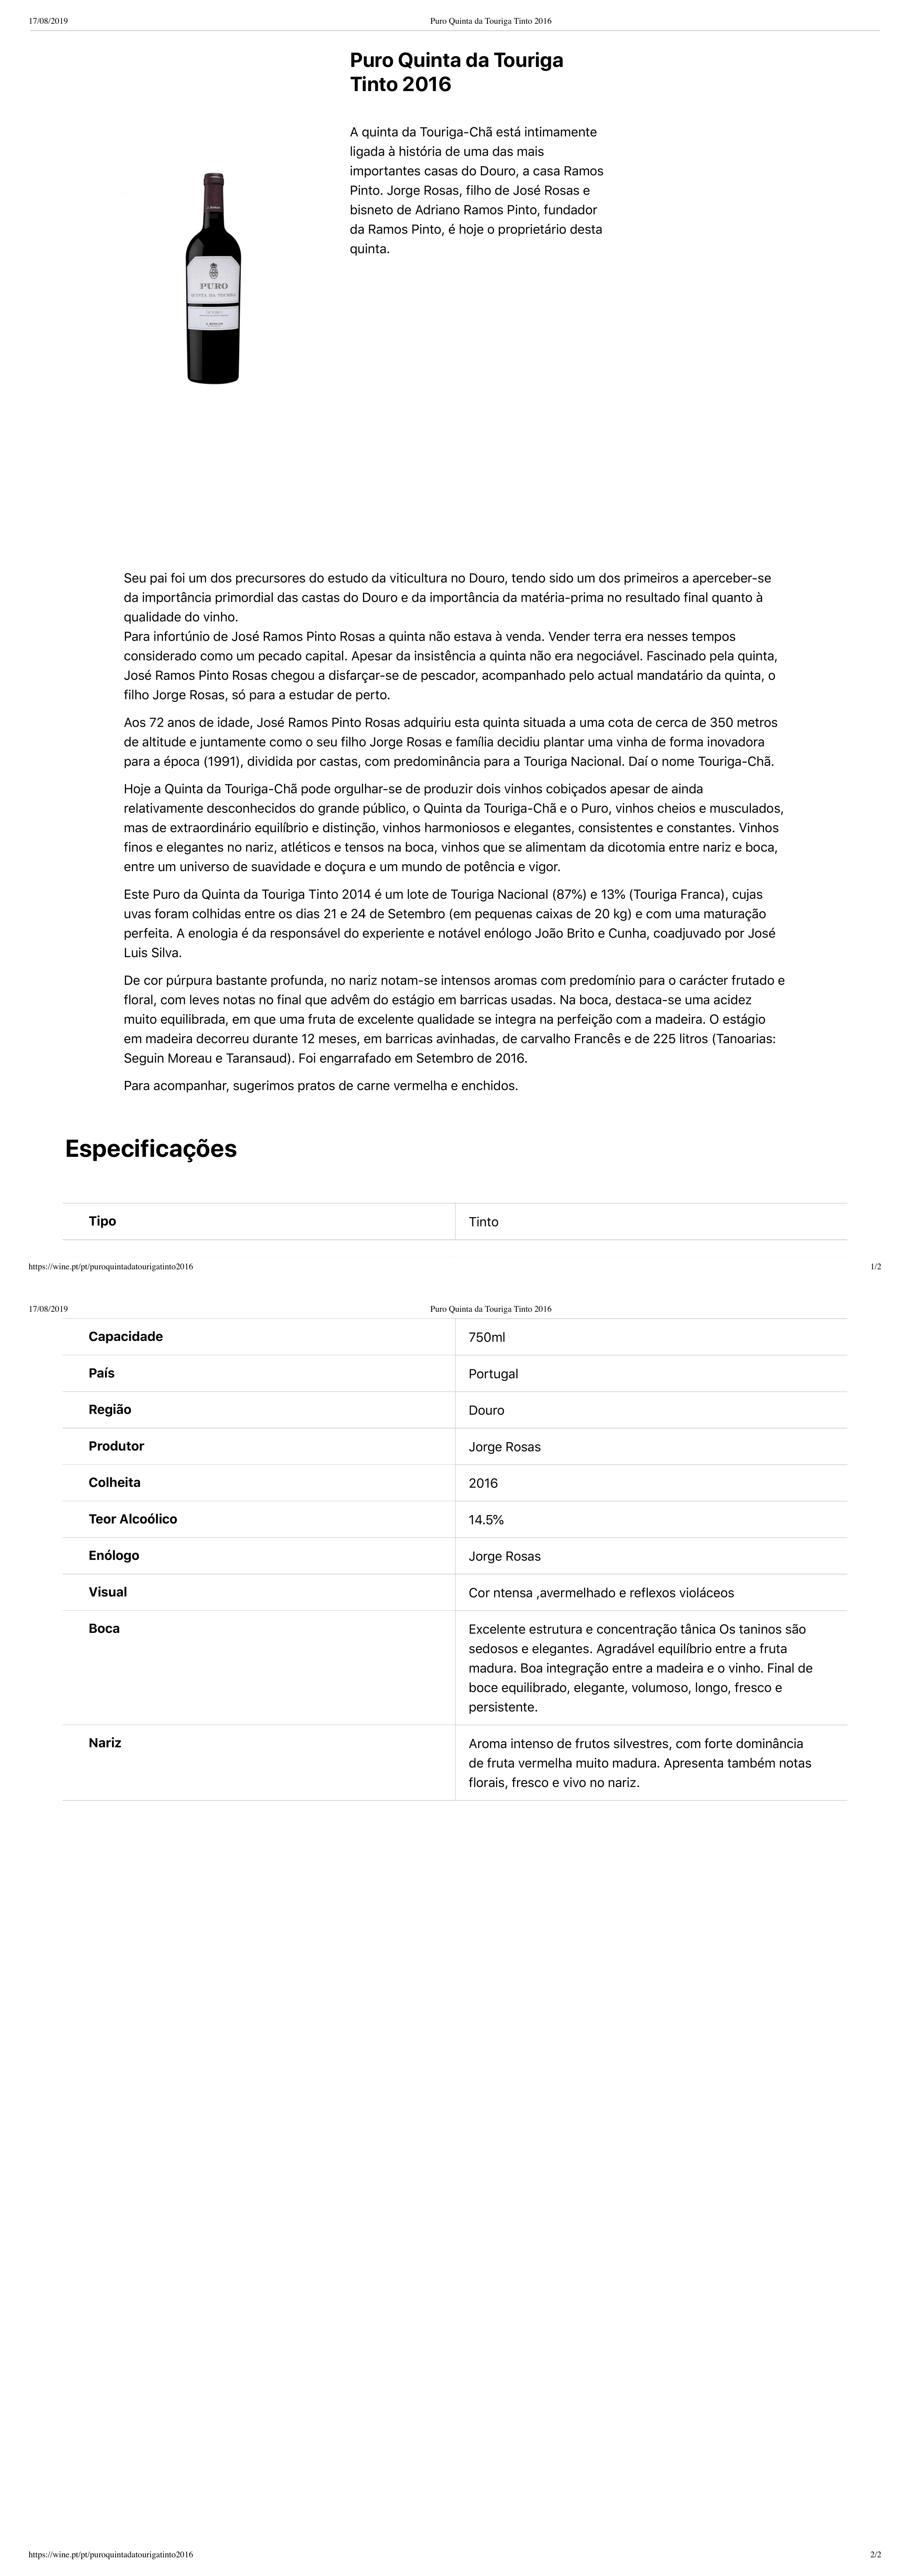 17/08/2019
Puro Quinta da Touriga Tinto 2016
Puro Quinta da Touriga
Tinto 2016
A quinta da Touriga-Chã está intimamente
ligada à história de uma das mais
importantes casas do Douro, a casa Ramos
Pinto. Jorge Rosas, filho de José Rosas e
bisneto de Adriano Ramos Pinto, fundador
da Ramos Pinto, é hoje o proprietário desta
quinta.
PURO
QUINTA DA TOURIGA
Seu pai foi um dos precursores do estudo da viticultura no Douro, tendo sido um dos primeiros a aperceber-se
da importância primordial das castas do Douro e da importância da matéria-prima no resultado final quanto à
qualidade do vinho.
Para infortúnio de José Ramos Pinto Rosas a quinta não estava à venda. Vender terra era nesses tempos
considerado como um pecado capital. Apesar da insistência a quinta não era negociável. Fascinado pela quinta,
José Ramos Pinto Rosas chegou a disfarçar-se de pescador, acompanhado pelo actual mandatário da quinta, o
filho Jorge Rosas, só para a estudar de perto.
Aos 72 anos de idade, José Ramos Pinto Rosas adquiriu esta quinta situada a uma cota de cerca de 350 metros
de altitude e juntamente como o seu filho Jorge Rosas e família decidiu plantar uma vinha de forma inovadora
para a época (1991), dividida por castas, com predominância para a Touriga Nacional. Daí o nome Touriga-Chã.
Hoje a Quinta da Touriga-Chã pode orgulhar-se de produzir dois vinhos cobiçados apesar de ainda
relativamente desconhecidos do grande público, o Quinta da Touriga-Chã e o Puro, vinhos cheios e musculados,
mas de extraordinário equilíbrio e distinção, vinhos harmoniosos e elegantes, consistentes e constantes. Vinhos
finos e elegantes no nariz, atléticos e tensos na boca, vinhos que se alimentam da dicotomia entre nariz e boca,
entre um universo de suavidade e doçura e um mundo de potência e vigor.
Este Puro da Quinta da Touriga Tinto 2014 é um lote de Touriga Nacional (87%) e 13% (Touriga Franca), cujas
uvas foram colhidas entre os dias 21 e 24 de Setembro (em pequenas caixas de 20 kg) e com uma maturação
perfeita. A enologia é da responsável do experiente e notável enólogo João Brito e Cunha, coadjuvado por José
Luis Silva.
De cor púrpura bastante profunda, no nariz notam-se intensos aromas com predomínio para o carácter frutado e
floral, com leves notas no final que advêm do estágio em barricas usadas. Na boca, destaca-se uma acidez
muito equilibrada, em que uma fruta de excelente qualidade se integra na perfeição com a madeira. O estágio
em madeira decorreu durante 12 meses, em barricas avinhadas, de carvalho Francês e de 225 litros (Tanoarias:
Seguin Moreau e Taransaud). Foi engarrafado em Setembro de 2016.
Para acompanhar, sugerimos pratos de carne vermelha e enchidos.
Especificações
Tipo
Tinto
https://wine.pt/pt/puroquintadatourigatinto2016
1/2
17/08/2019
Puro Quinta da Touriga Tinto 2016
Capacidade
750ml
País
Portugal
Região
Douro
Produtor
Jorge Rosas
Colheita
2016
Teor Alcoólico
14.5%
Enólogo
Jorge Rosas
Visual
Cor ntensa ,avermelhado e reflexos violáceos
Boca
Excelente estrutura e concentração tânica Os taninos são
sedosos e elegantes. Agradável equilíbrio entre a fruta
madura. Boa integração entre a madeira e o vinho. Final de
boce equilibrado, elegante, volumoso, longo, fresco e
persistente.
Nariz
Aroma intenso de frutos silvestres, com forte dominância
de fruta vermelha muito madura. Apresenta também notas
florais, fresco e vivo no nariz.
https://wine.pt/pt/puroquintadatourigatinto2016
2/2